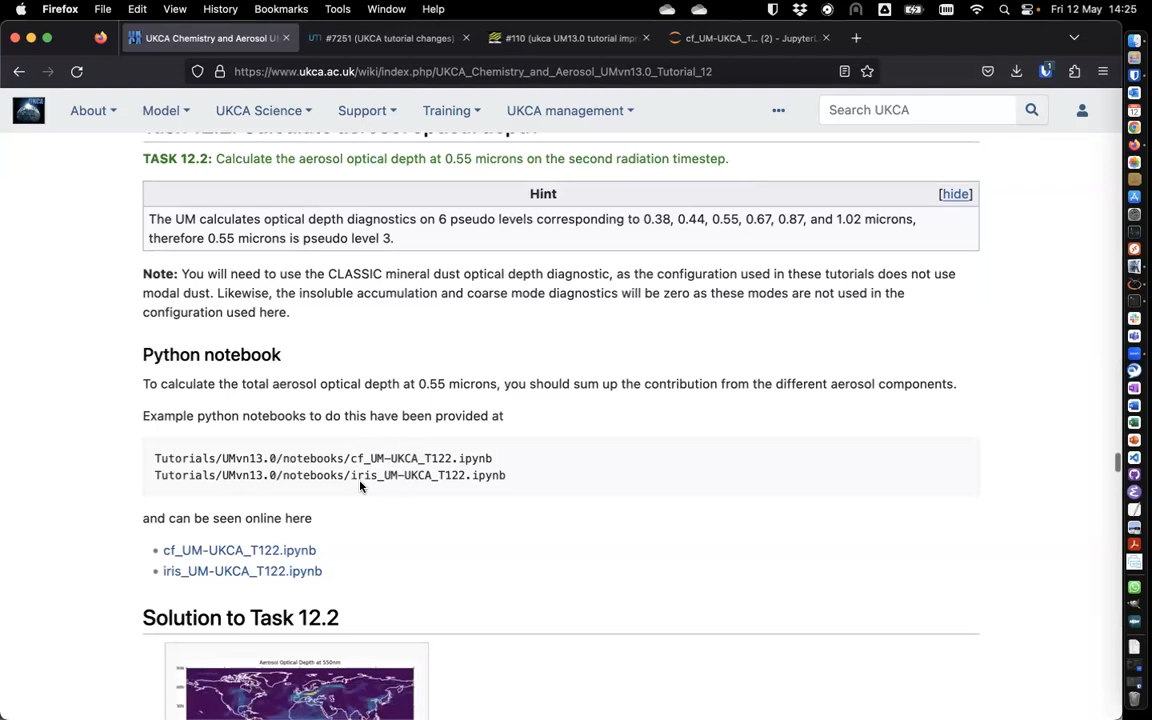 Firefox File Edit View History Bookmarks Tools Window Help Fri 12 May 14:25
UKCA Chemistry and Aerosol U #7251 (UKCA tutorial changes) #110 (ukca UM13.0 tutorial imp cf_UM-UKCA_T... (2) - Jupyter
https://www.ukca.ac.uk/wiki/index.php/UKCA_Chemistry_and_Aerosol_UMvn13.0_Tutorial_12
About Model UKCA Science Support Training UKCA management Search UKCA
Task 12.2: Calculate aerosol optical depth
TASK 12.2: Calculate the aerosol optical depth at 0.55 microns on the second radiation timestep.
Hint [hide]
The UM calculates optical depth diagnostics on 6 pseudo levels corresponding to 0.38, 0.44, 0.55, 0.67, 0.87, and 1.02 microns,
therefore 0.55 microns is pseudo level 3.
Note: You will need to use the CLASSIC mineral dust optical depth diagnostic, as the configuration used in these tutorials does not use
modal dust. Likewise, the insoluble accumulation and coarse mode diagnostics will be zero as these modes are not used in the
configuration used here.
Python notebook
To calculate the total aerosol optical depth at 0.55 microns, you should sum up the contribution from the different aerosol components.
Example python notebooks to do this have been provided at
Tutorials/UMvn13.0/notebooks/cf_UM-UKCA_T122.ipynb
Tutorials/UMvn13.0/notebooks/iris_UM-UKCA_T122.ipynb
and can be seen online here
• cf_UM-UKCA_T122.ipynb
• iris_UM-UKCA_T122.ipynb
Solution to Task 12.2
Aerosol Optical Depth at 550nm